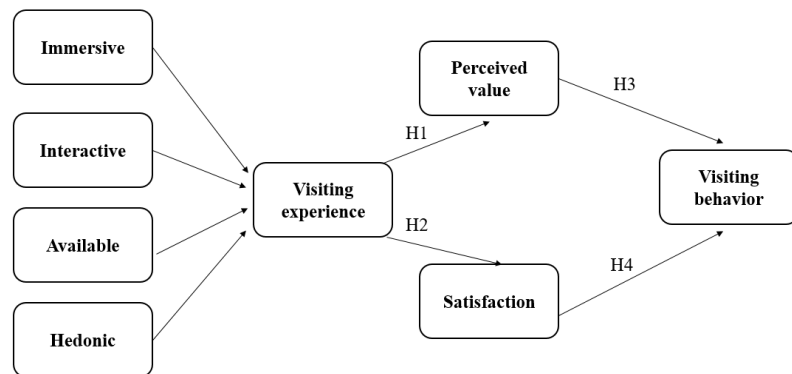 Immersive
Interactive
Available
Hedonic
Visiting
experience
H1
H2
Perceived
value
Satisfaction
H3
H4
Visiting
behavior